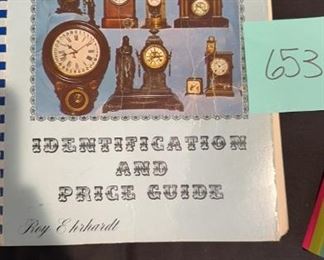 653
IDENTIFICATION
AND
PRICE GUIDE
Roy Ehrhardt